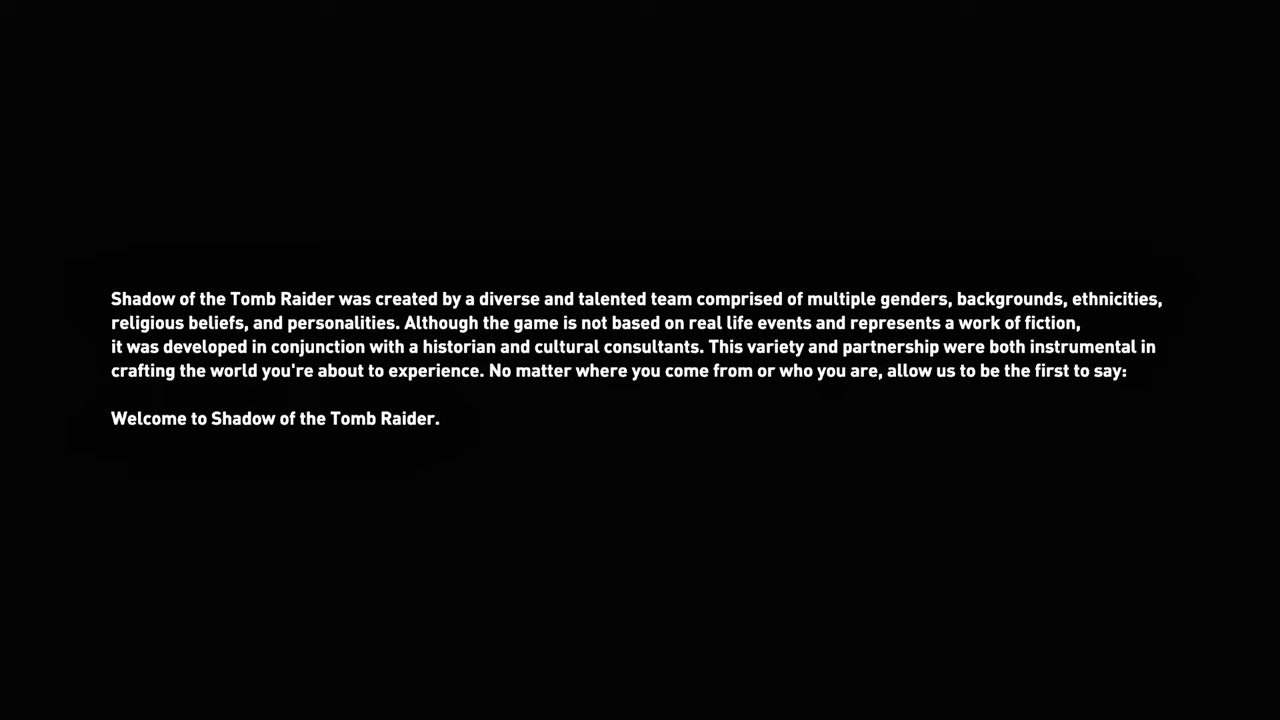 Shadow of the Tomb Raider was created by a diverse and talented team comprised of multiple genders, backgrounds, ethnicities,
religious beliefs, and personalities. Although the game is not based on real life events and represents a work of fiction,
it was developed in conjunction with a historian and cultural consultants. This variety and partnership were both instrumental in
crafting the world you're about to experience. No matter where you come from or who you are, allow us to be the first to say:
Welcome to Shadow of the Tomb Raider.